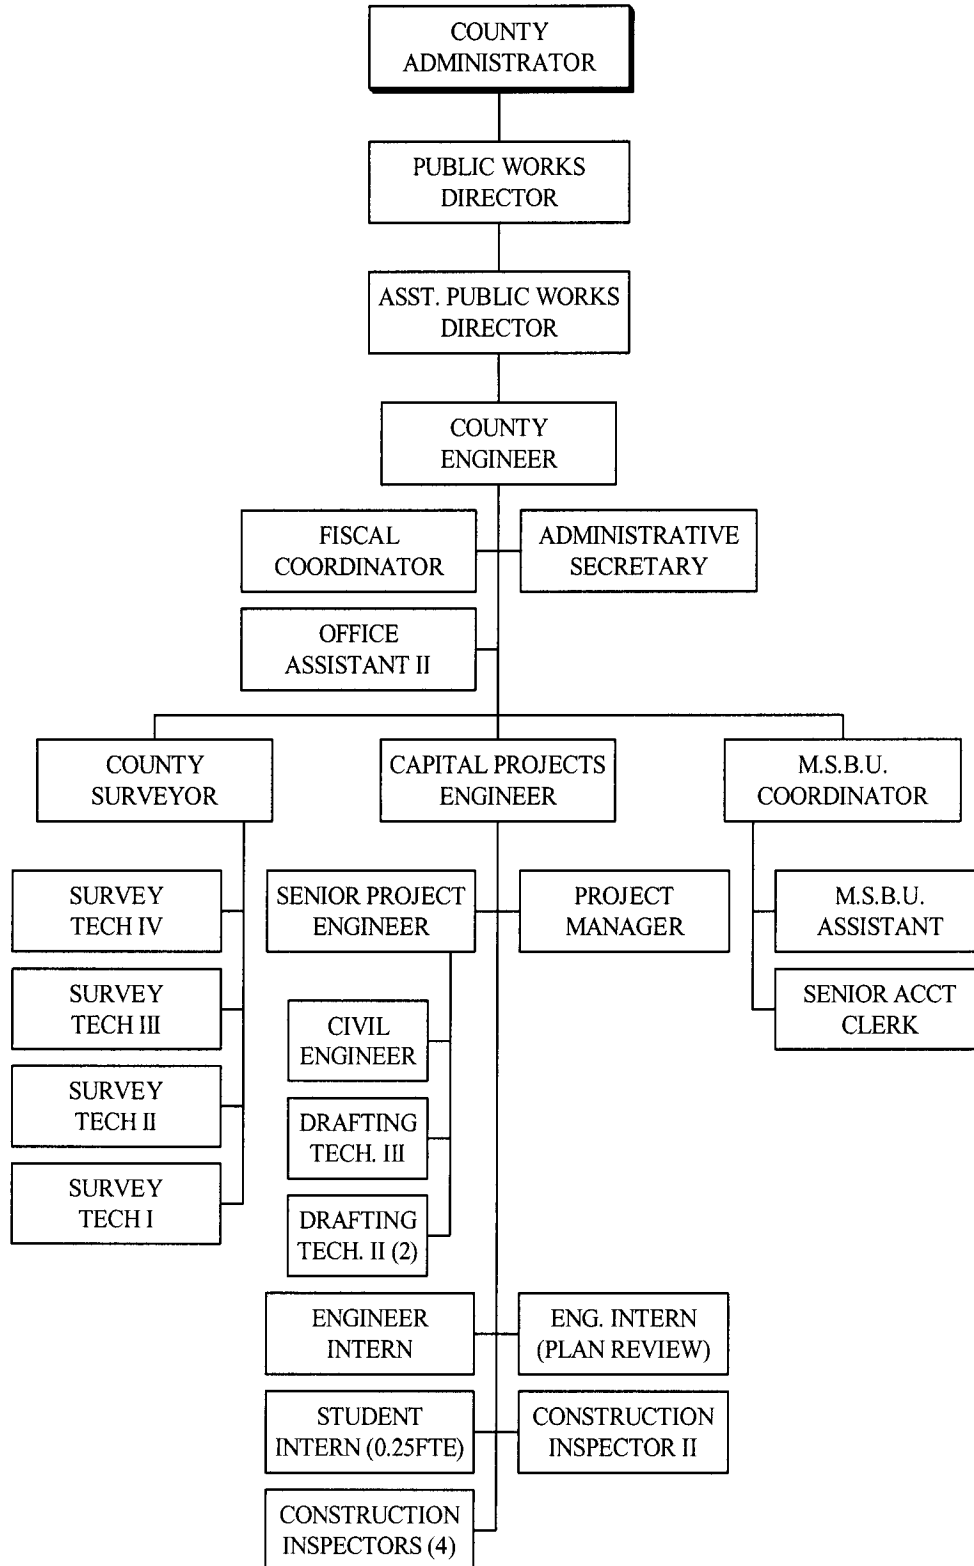 COUNTY
ADMINISTRATOR
PUBLIC WORKS
DIRECTOR
ASST. PUBLIC WORKS
DIRECTOR
COUNTY
ENGINEER
FISCAL
COORDINATOR
ADMINISTRATIVE
SECRETARY
OFFICE
ASSISTANT II
COUNTY
SURVEYOR
CAPITAL PROJECTS
ENGINEER
M.S.B.U.
COORDINATOR
SURVEY
TECH IV
SURVEY
TECH III
SURVEY
TECH II
SURVEY
TECH I
SENIOR PROJECT
ENGINEER
PROJECT
MANAGER
CIVIL
ENGINEER
DRAFTING
TECH. III
DRAFTING
TECH. II (2)
ENGINEER
INTERN
ENG. INTERN
(PLAN REVIEW)
STUDENT
INTERN (0.25FTE)
CONSTRUCTION
INSPECTOR II
CONSTRUCTION
INSPECTORS (4)
M.S.B.U.
ASSISTANT
SENIOR ACCT
CLERK